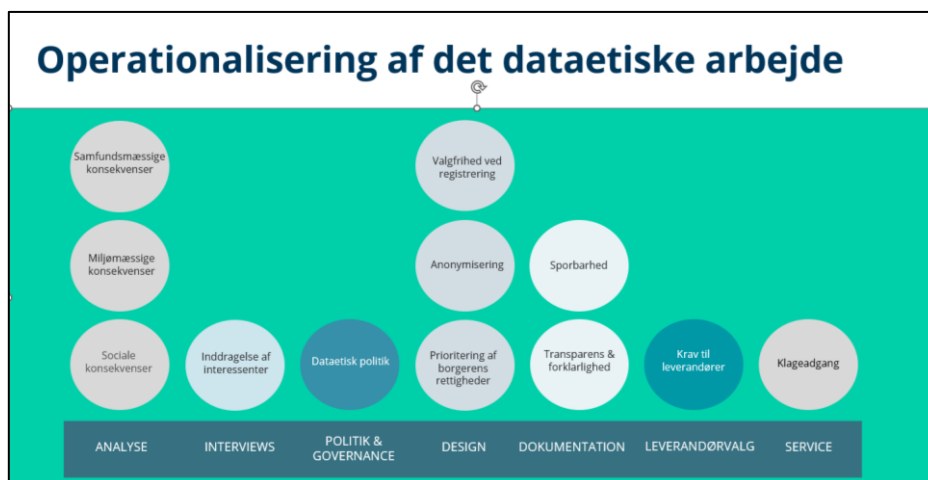 Operationalisering af det dataetiske arbejde
Samfundsmæssige
konsekvenser
Valgfrihed ved
registrering
Miljømæssige
konsekvenser
Anonymisering
Sporbarhed
Sociale
konsekvenser
Inddragelse af
interessenter
Dataetisk politik
Prioritering af
borgerens
rettigheder
Transparens &
forklarlighed
Krav til
leverandører
Klageadgang
ANALYSE
INTERVIEWS
POLITIK &
GOVERNANCE
DESIGN
DOKUMENTATION
LEVERANDØRVALG
SERVICE